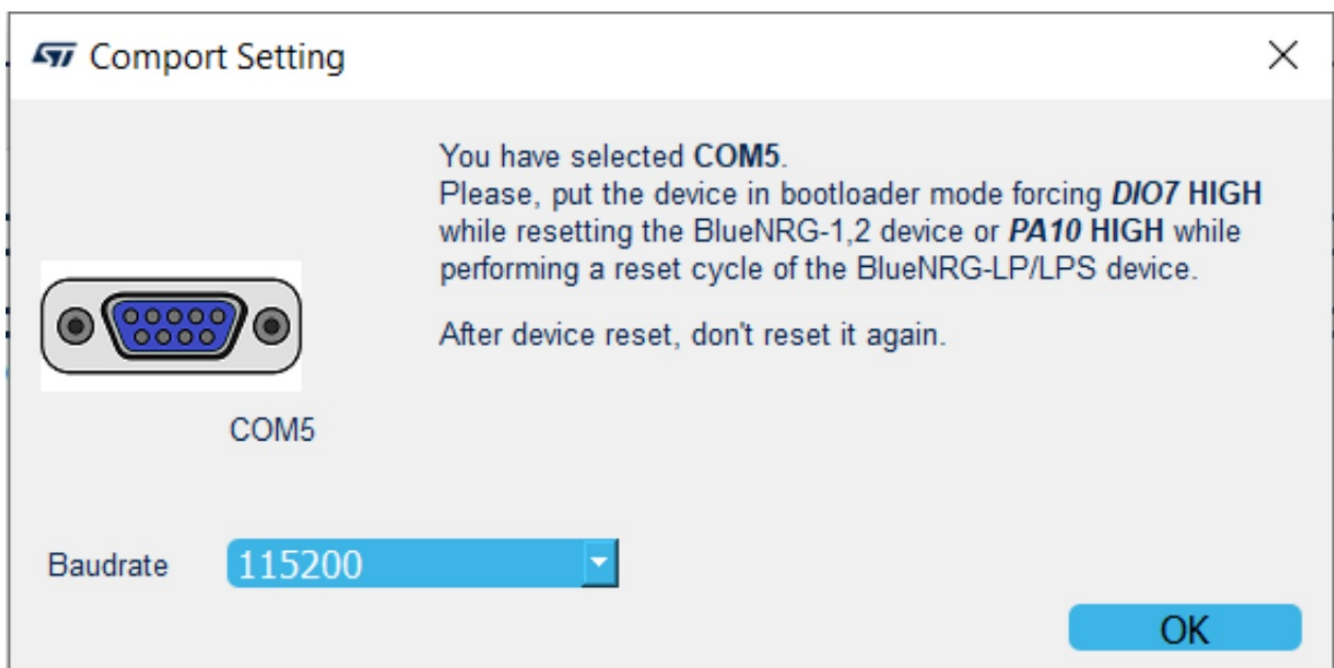 ST Comport Setting
You have selected COM5.
Please, put the device in bootloader mode forcing DIO7 HIGH
while resetting the BlueNRG-1,2 device or PA10 HIGH while
performing a reset cycle of the BlueNRG-LP/LPS device.
After device reset, don't reset it again.
COM5
Baudrate 115200
OK